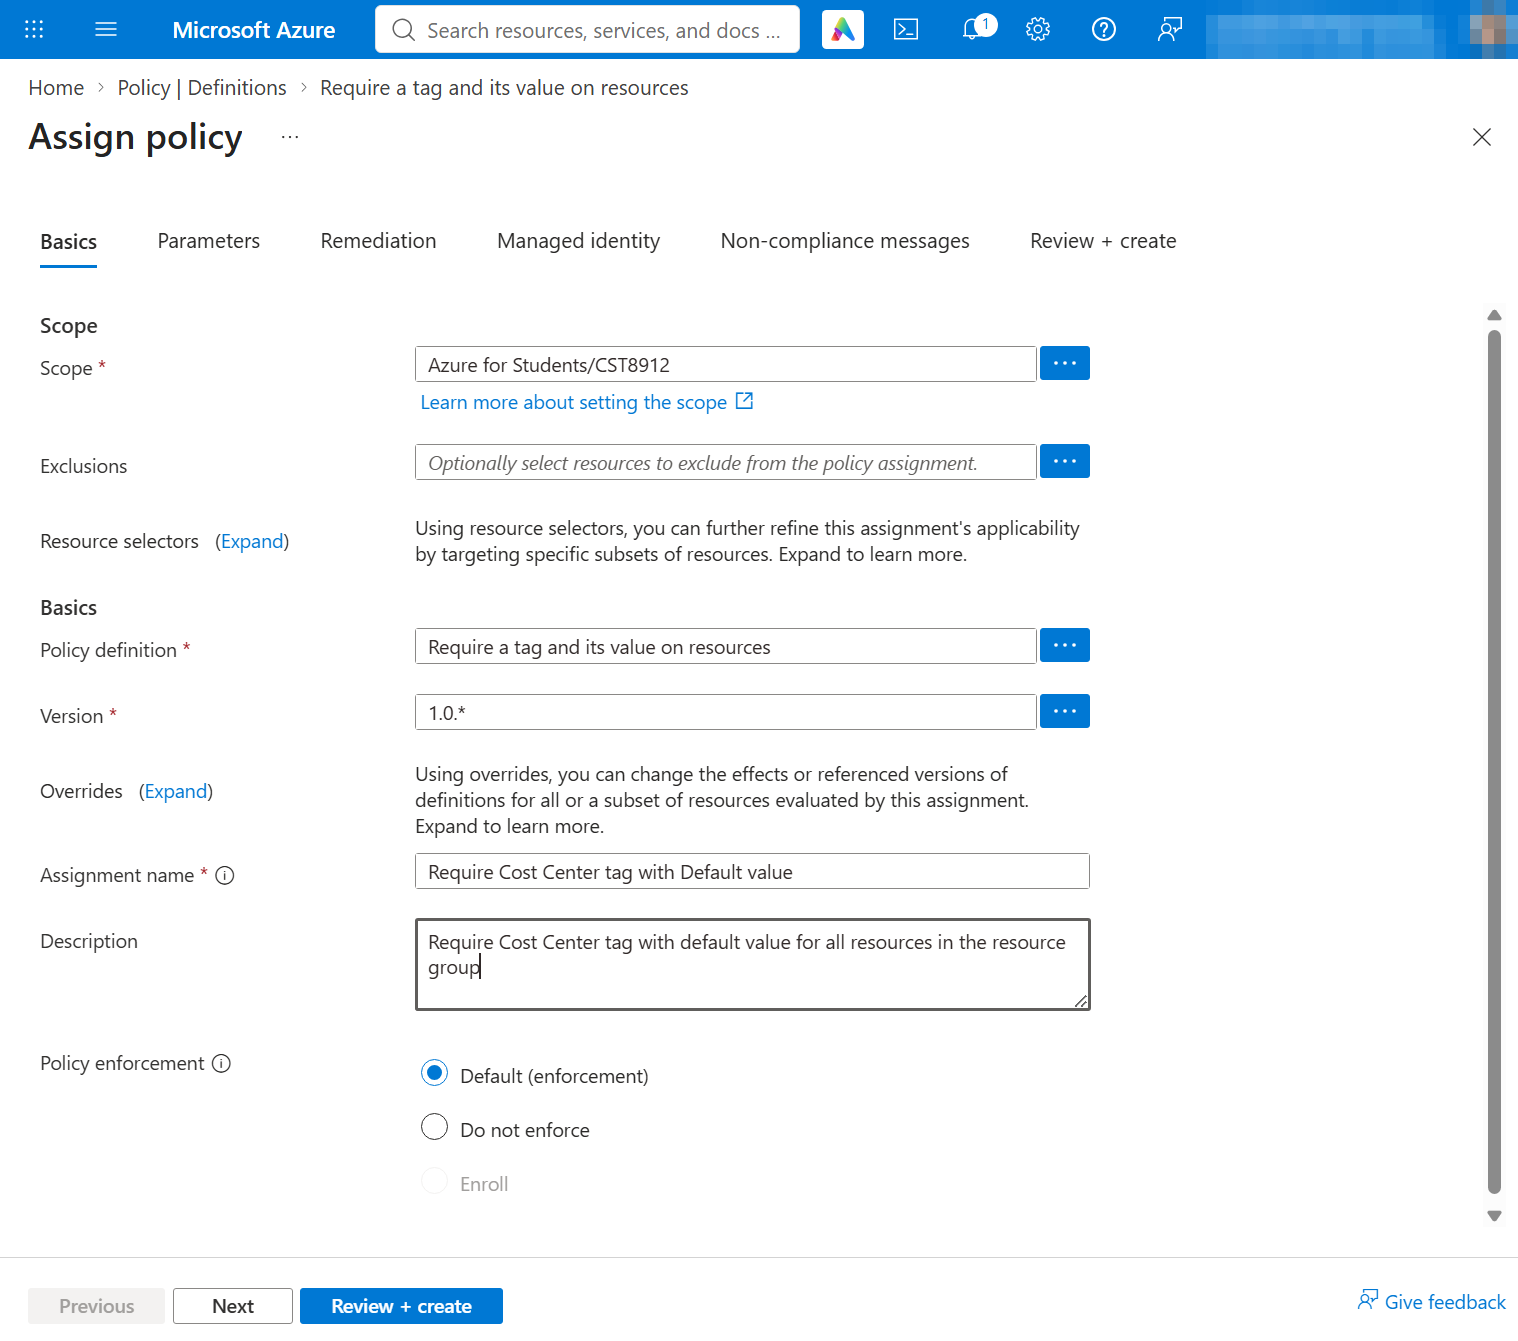 Microsoft Azure
Search resources, services, and docs ...
1
Home > Policy | Definitions > Require a tag and its value on resources
Assign policy ...
Basics Parameters Remediation Managed identity Non-compliance messages Review + create
Scope
Scope * Azure for Students/CST8912 ...
Learn more about setting the scope
Exclusions Optionally select resources to exclude from the policy assignment. ...
Resource selectors (Expand) Using resource selectors, you can further refine this assignment's applicability
by targeting specific subsets of resources. Expand to learn more.
Basics
Policy definition * Require a tag and its value on resources ...
Version * 1.0.* ...
Overrides (Expand) Using overrides, you can change the effects or referenced versions of
definitions for all or a subset of resources evaluated by this assignment.
Expand to learn more.
Assignment name * Require Cost Center tag with Default value
Description Require Cost Center tag with default value for all resources in the resource
group
Policy enforcement Default (enforcement)
Do not enforce
Enroll
Previous Next Review + create Give feedback